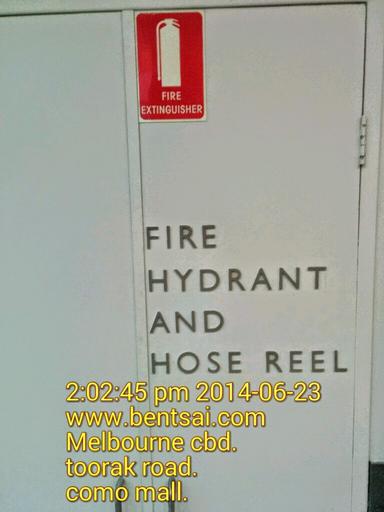 FIRE
EXTINGUISHER
FIRE
HYDRANT
AND
HOSE REEL
2:02:45 pm 2014-06-23
www.bentsai.com
Melbourne cbd.
toorak road.
como mall.